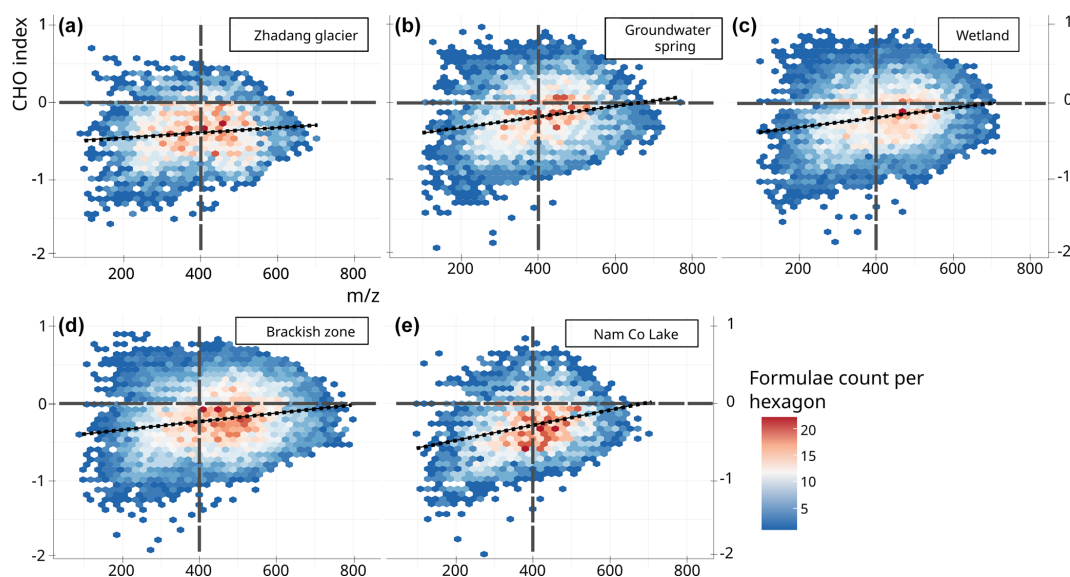 (a) Zhadang glacier
(b) Groundwater
spring
(c) Wetland
CHO index
1
0
-1
-2
1
0
-1
-2
200 400 600 800
200 400 600 800
200 400 600 800
m/z
(d) Brackish zone
(e) Nam Co Lake
1
0
-1
-2
1
0
-1
-2
200 400 600 800
200 400 600 800
Formulae count per
hexagon
20
15
10
5